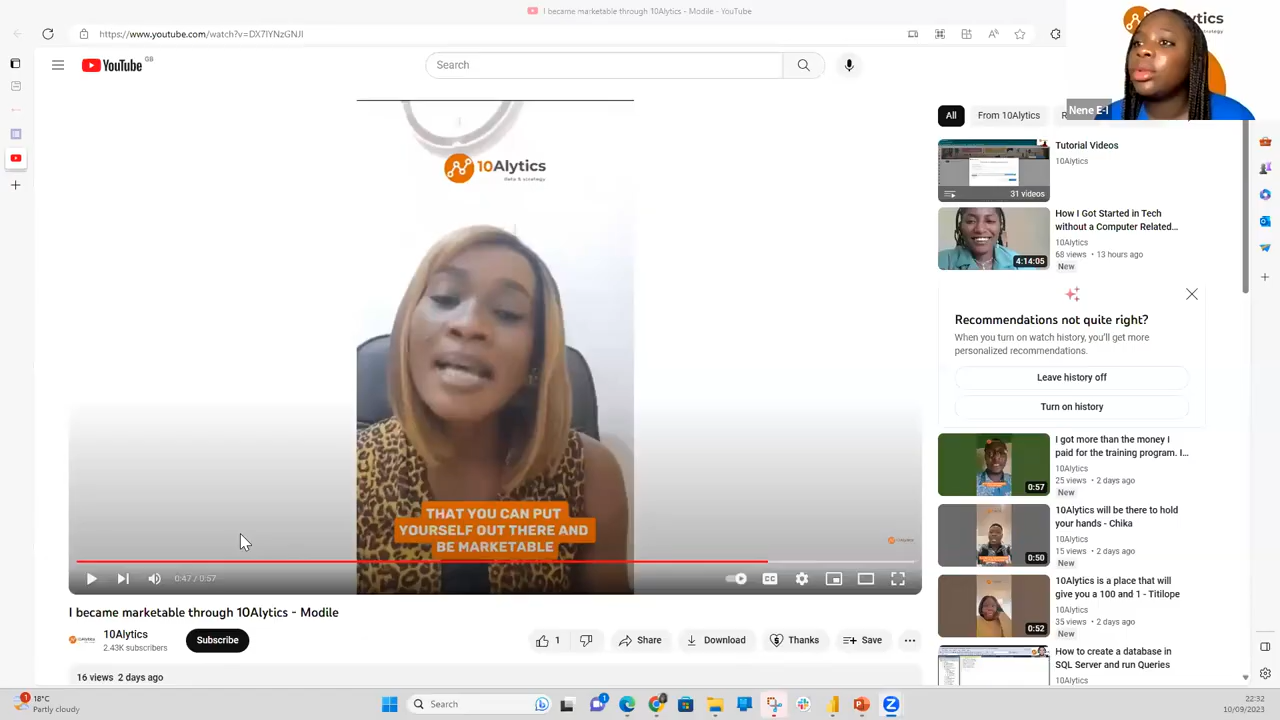 I became marketable through 10Alytics - Modile - YouTube
https://www.youtube.com/watch?v=DX7IYNzGNJI
YouTube GB
Search
Nene E-I
All
From 10Alytics
10Alytics
data & strategy
THAT YOU CAN PUT
YOURSELF OUT THERE AND
BE MARKETABLE
0:47 / 0:57
I became marketable through 10Alytics - Modile
10Alytics
2.43K subscribers
Subscribe
1
Share
Download
Thanks
Save
16 views 2 days ago
31 videos
Tutorial Videos
10Alytics
4:14:05
How I Got Started in Tech
without a Computer Related...
10Alytics
68 views • 13 hours ago
New
Recommendations not quite right?
When you turn on watch history, you'll get more
personalized recommendations.
Leave history off
Turn on history
0:57
I got more than the money I
paid for the training program. I...
10Alytics
25 views • 2 days ago
New
0:50
10Alytics will be there to hold
your hands - Chika
10Alytics
15 views • 2 days ago
New
0:52
10Alytics is a place that will
give you a 100 and 1 - Titilope
10Alytics
35 views • 2 days ago
New
How to create a database in
SQL Server and run Queries
10Alytics
18°C
Partly cloudy
Search
22:32
10/09/2023